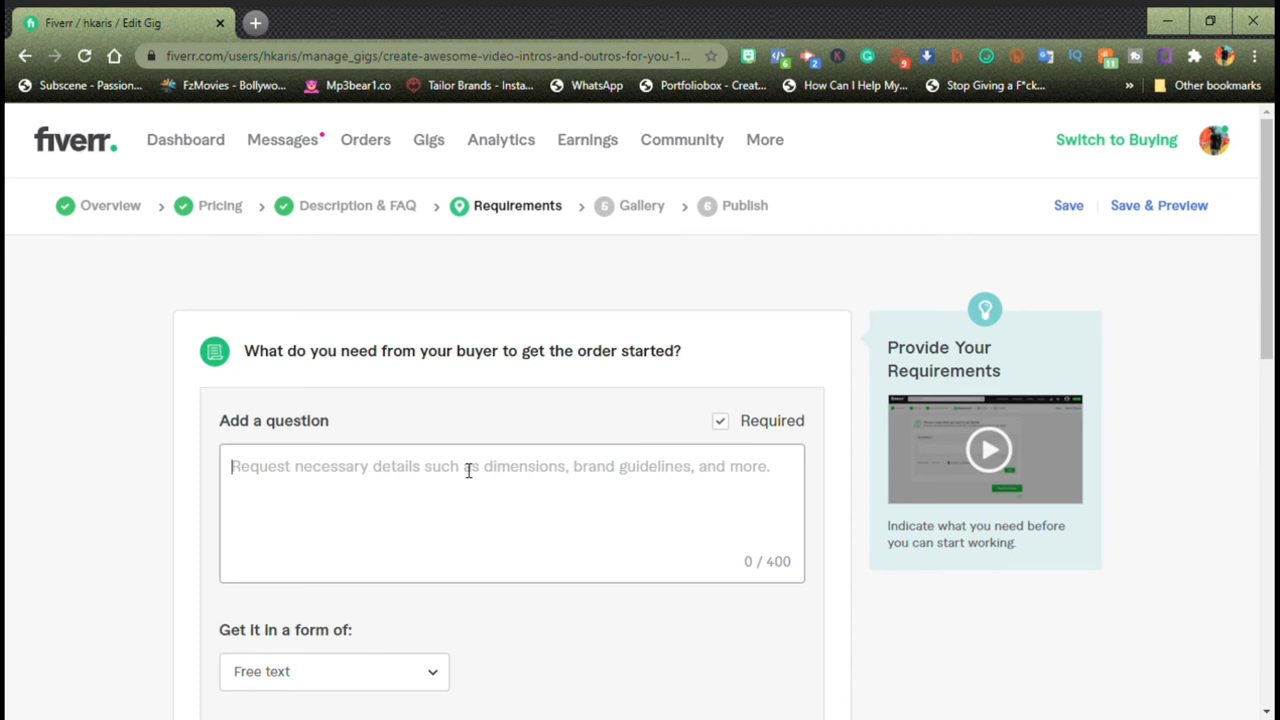 Fiverr / hkaris / Edit Gig
fiverr.com/users/hkaris/manage_gigs/create-awesome-video-intros-and-outros-for-you-1...
6
2
9
IQ
11
Subscene - Passion...
FzMovies - Bollywo...
Mp3bear1.co
Tailor Brands - Insta...
WhatsApp
Portfoliobox - Creat...
How Can I Help My...
Stop Giving a F*ck...
»
Other bookmarks
fiverr.
Dashboard
Messages
Orders
Gigs
Analytics
Earnings
Community
More
Switch to Buying
Overview
Pricing
Description & FAQ
Requirements
5 Gallery
6 Publish
Save
Save & Preview
What do you need from your buyer to get the order started?
Add a question
Required
Request necessary details such as dimensions, brand guidelines, and more.
0 / 400
Get it in a form of:
Free text
Provide Your
Requirements
Indicate what you need before
you can start working.